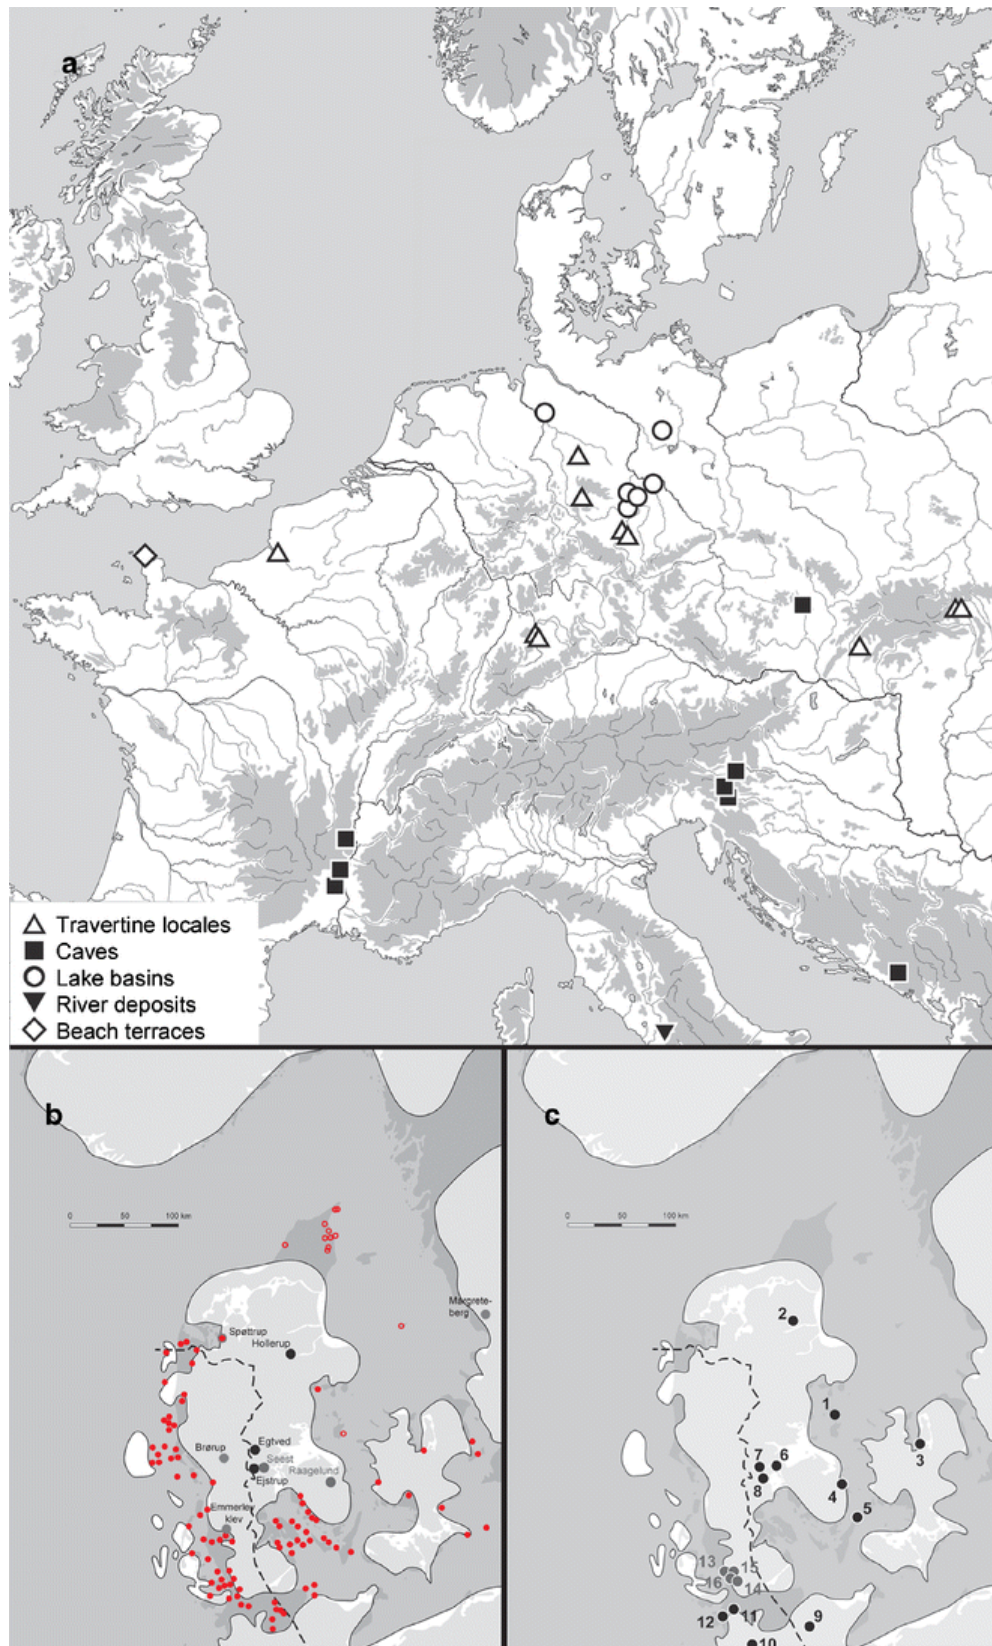 a
Travertine locales
Caves
Lake basins
River deposits
Beach terraces
b
0 50 100 km
Margrete-
berg
Spøttrup
Hollerup
Brørup
Egtved
Seest
Ejstrup
Raagelund
Emmerlev
klev
c
0 50 100 km
2
1
3
7 6
8
4
5
13 15
16 14
12 11 9
10